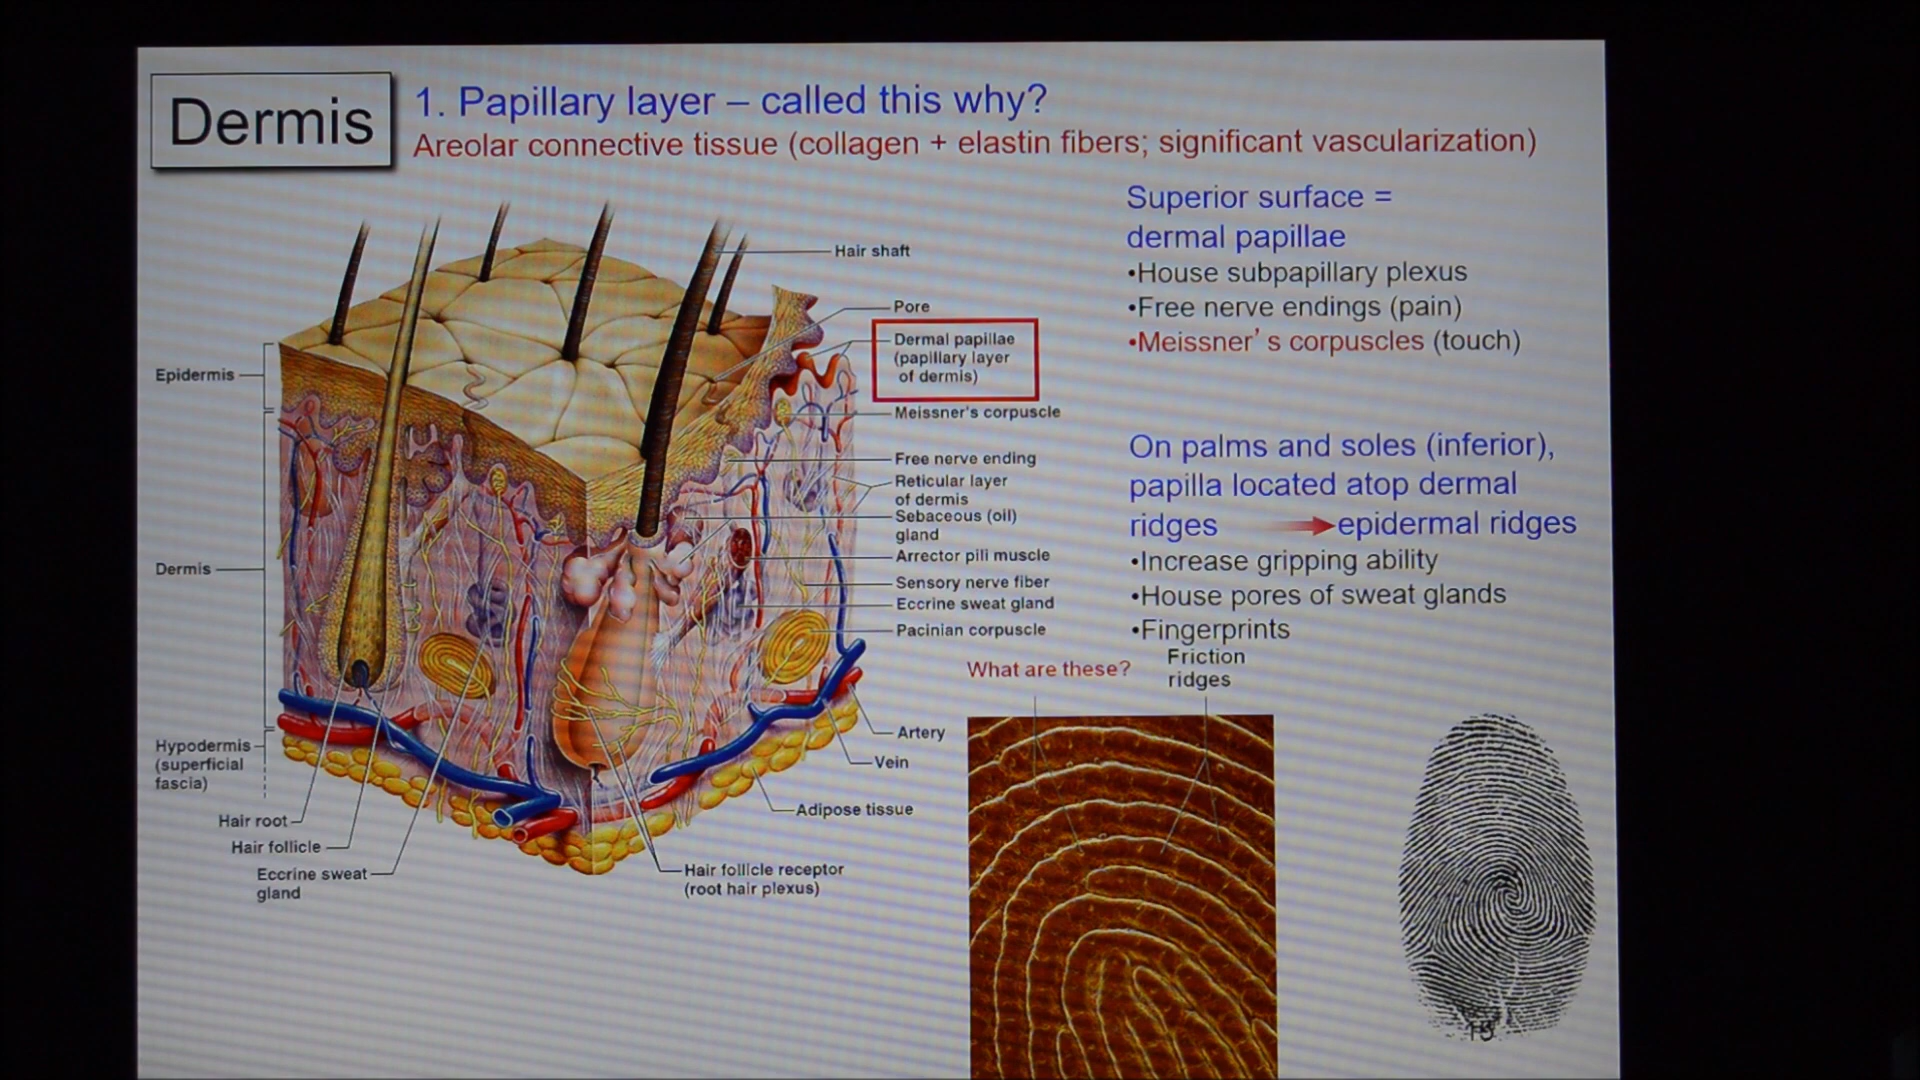 Dermis
1. Papillary layer – called this why?
Areolar connective tissue (collagen + elastin fibers; significant vascularization)
Superior surface =
dermal papillae
•House subpapillary plexus
•Free nerve endings (pain)
•Meissner's corpuscles (touch)
On palms and soles (inferior),
papilla located atop dermal
ridges → epidermal ridges
•Increase gripping ability
•House pores of sweat glands
•Fingerprints
What are these?
Friction
ridges
Hair shaft
Pore
Dermal papillae
(papillary layer
of dermis)
Meissner's corpuscle
Free nerve ending
Reticular layer
of dermis
Sebaceous (oil)
gland
Arrector pili muscle
Sensory nerve fiber
Eccrine sweat gland
Pacinian corpuscle
Artery
Vein
Adipose tissue
Hair follicle receptor
(root hair plexus)
Epidermis
Dermis
Hypodermis
(superficial
fascia)
Hair root
Hair follicle
Eccrine sweat
gland